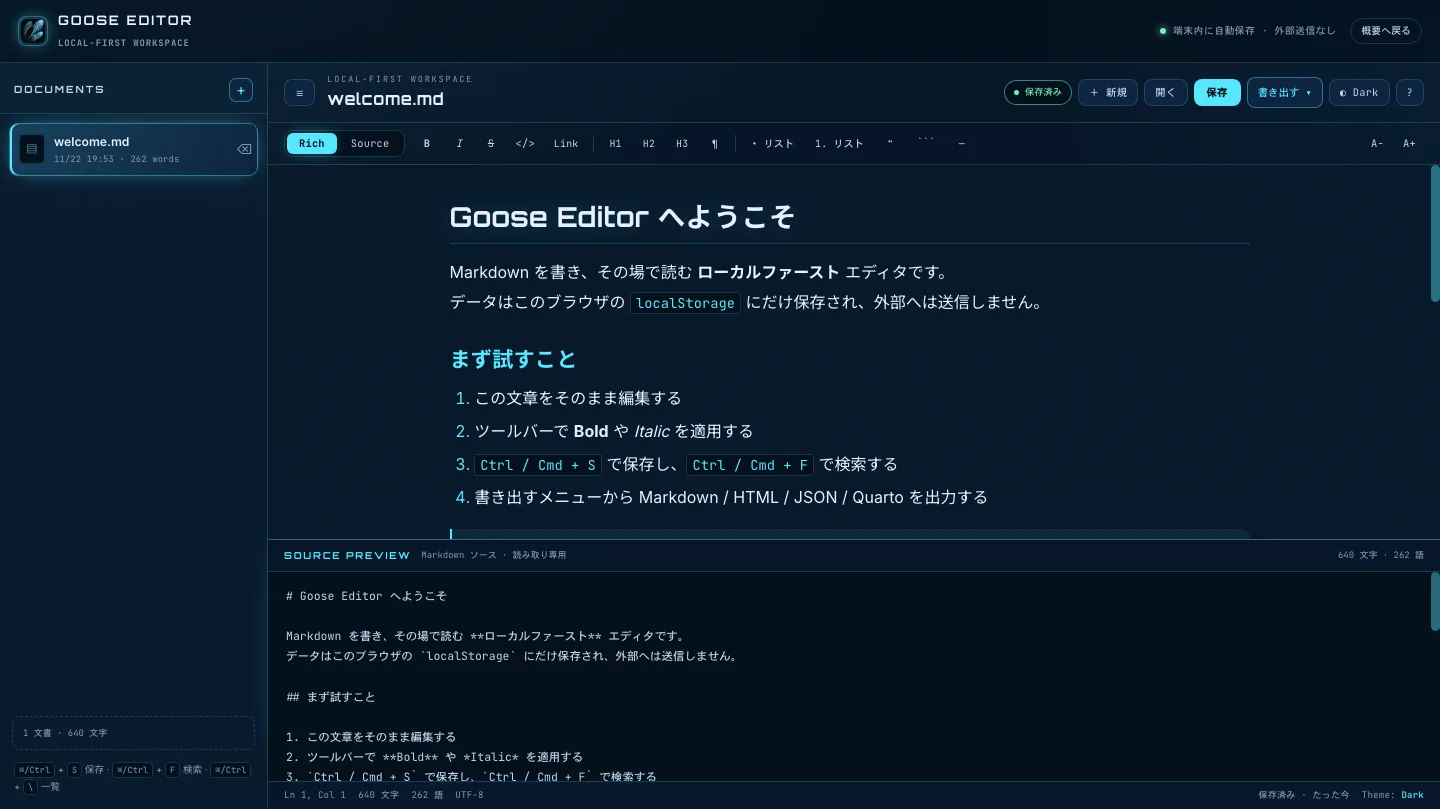 GOOSE EDITOR
LOCAL-FIRST WORKSPACE
端末内に自動保存 · 外部送信なし
概要へ戻る
DOCUMENTS
+
welcome.md
11/22 19:53 · 262 words
LOCAL-FIRST WORKSPACE
welcome.md
保存済み
+ 新規
開く
保存
書き出す ▾
◐ Dark
?
Rich
Source
B
I
S
</>
Link
H1
H2
H3
¶
• リスト
1. リスト
“
```
—
A-
A+
Goose Editor へようこそ
Markdown を書き、その場で読む ローカルファースト エディタです。
データはこのブラウザの localStorage にだけ保存され、外部へは送信しません。
まず試すこと
1. この文章をそのまま編集する
2. ツールバーで Bold や Italic を適用する
3. Ctrl / Cmd + S で保存し、Ctrl / Cmd + F で検索する
4. 書き出すメニューから Markdown / HTML / JSON / Quarto を出力する
SOURCE PREVIEW
Markdown ソース · 読み取り専用
640 文字 · 262 語
# Goose Editor へようこそ
Markdown を書き、その場で読む **ローカルファースト** エディタです。
データはこのブラウザの `localStorage` にだけ保存され、外部へは送信しません。
## まず試すこと
1. この文章をそのまま編集する
2. ツールバーで **Bold** や *Italic* を適用する
3. `Ctrl / Cmd + S` で保存し、`Ctrl / Cmd + F` で検索する
1 文書 · 640 文字
⌘/Ctrl + S 保存 · ⌘/Ctrl + F 検索 · ⌘/Ctrl
+ \ 一覧
Ln 1, Col 1 640 文字 262 語 UTF-8
保存済み · たった今 Theme: Dark